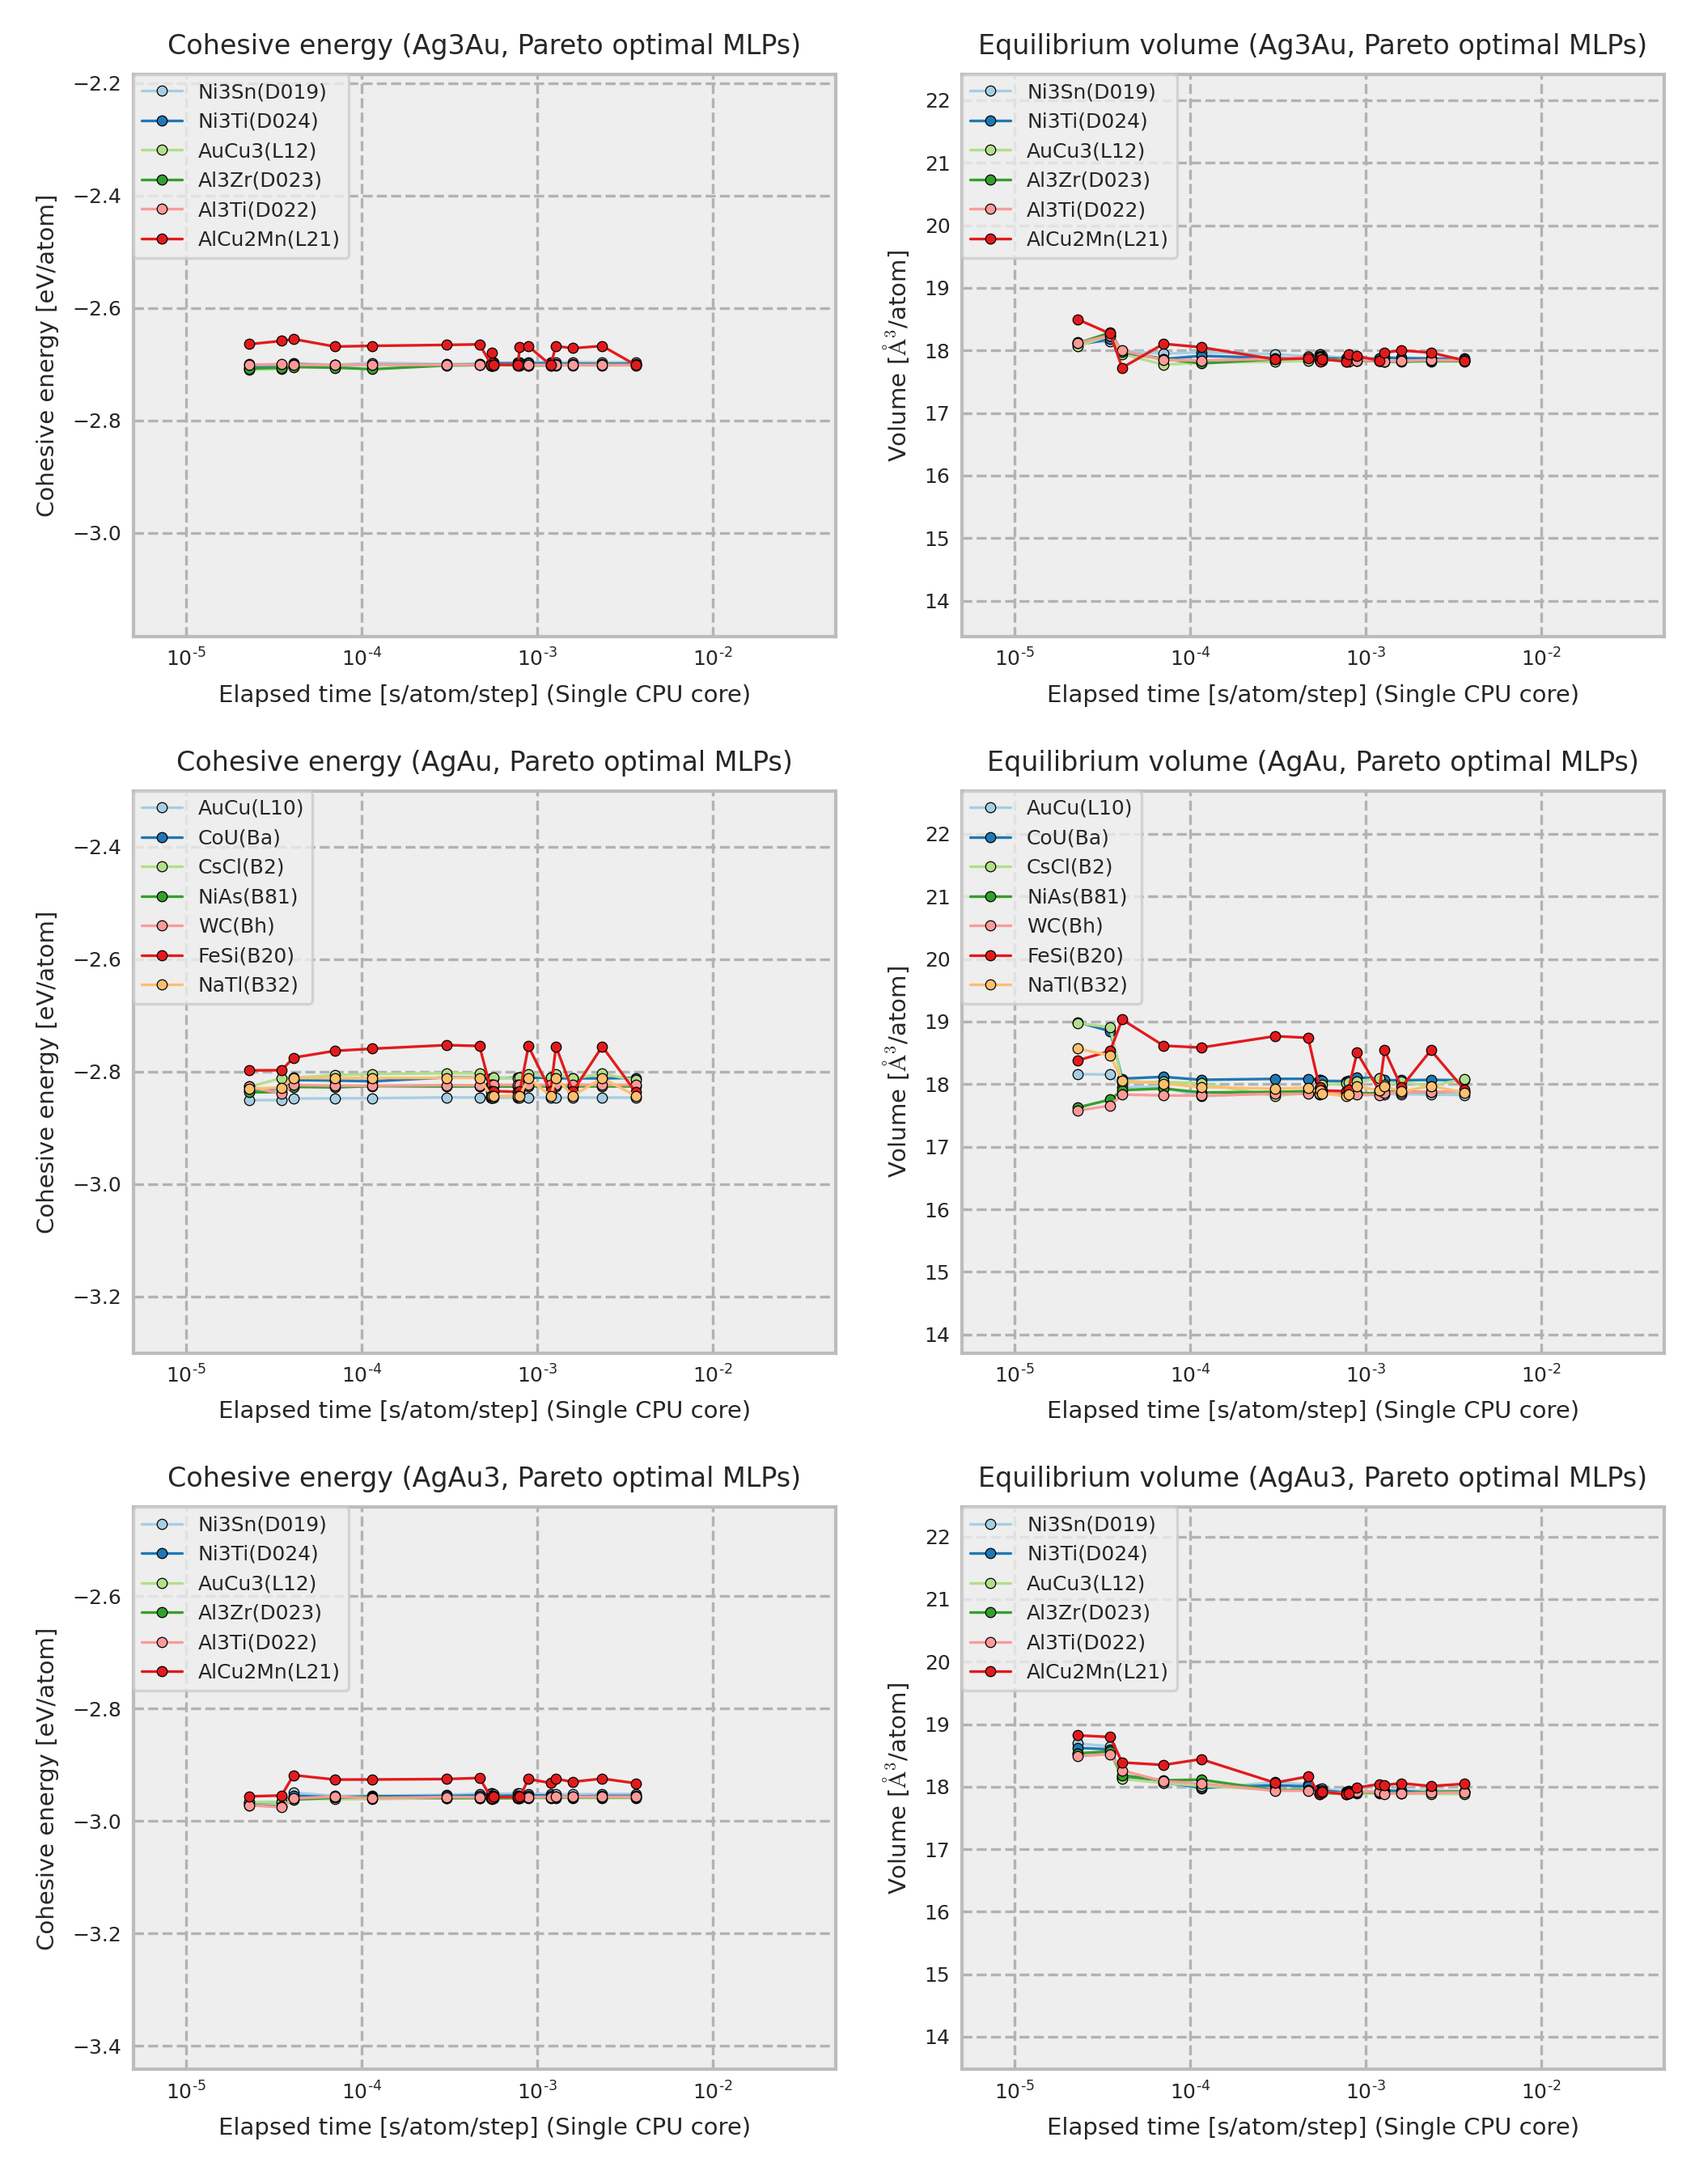 Cohesive energy (Ag3Au, Pareto optimal MLPs)
−2.2
−2.4
−2.6
−2.8
−3.0
Cohesive energy [eV/atom]
Ni3Sn(D019)
Ni3Ti(D024)
AuCu3(L12)
Al3Zr(D023)
Al3Ti(D022)
AlCu2Mn(L21)
10-5 10-4 10-3 10-2
Elapsed time [s/atom/step] (Single CPU core)
Equilibrium volume (Ag3Au, Pareto optimal MLPs)
22
21
20
19
18
17
16
15
14
Volume [Å3/atom]
Ni3Sn(D019)
Ni3Ti(D024)
AuCu3(L12)
Al3Zr(D023)
Al3Ti(D022)
AlCu2Mn(L21)
10-5 10-4 10-3 10-2
Elapsed time [s/atom/step] (Single CPU core)
Cohesive energy (AgAu, Pareto optimal MLPs)
−2.4
−2.6
−2.8
−3.0
−3.2
Cohesive energy [eV/atom]
AuCu(L10)
CoU(Ba)
CsCl(B2)
NiAs(B81)
WC(Bh)
FeSi(B20)
NaTl(B32)
10-5 10-4 10-3 10-2
Elapsed time [s/atom/step] (Single CPU core)
Equilibrium volume (AgAu, Pareto optimal MLPs)
22
21
20
19
18
17
16
15
14
Volume [Å3/atom]
AuCu(L10)
CoU(Ba)
CsCl(B2)
NiAs(B81)
WC(Bh)
FeSi(B20)
NaTl(B32)
10-5 10-4 10-3 10-2
Elapsed time [s/atom/step] (Single CPU core)
Cohesive energy (AgAu3, Pareto optimal MLPs)
−2.6
−2.8
−3.0
−3.2
−3.4
Cohesive energy [eV/atom]
Ni3Sn(D019)
Ni3Ti(D024)
AuCu3(L12)
Al3Zr(D023)
Al3Ti(D022)
AlCu2Mn(L21)
10-5 10-4 10-3 10-2
Elapsed time [s/atom/step] (Single CPU core)
Equilibrium volume (AgAu3, Pareto optimal MLPs)
22
21
20
19
18
17
16
15
14
Volume [Å3/atom]
Ni3Sn(D019)
Ni3Ti(D024)
AuCu3(L12)
Al3Zr(D023)
Al3Ti(D022)
AlCu2Mn(L21)
10-5 10-4 10-3 10-2
Elapsed time [s/atom/step] (Single CPU core)